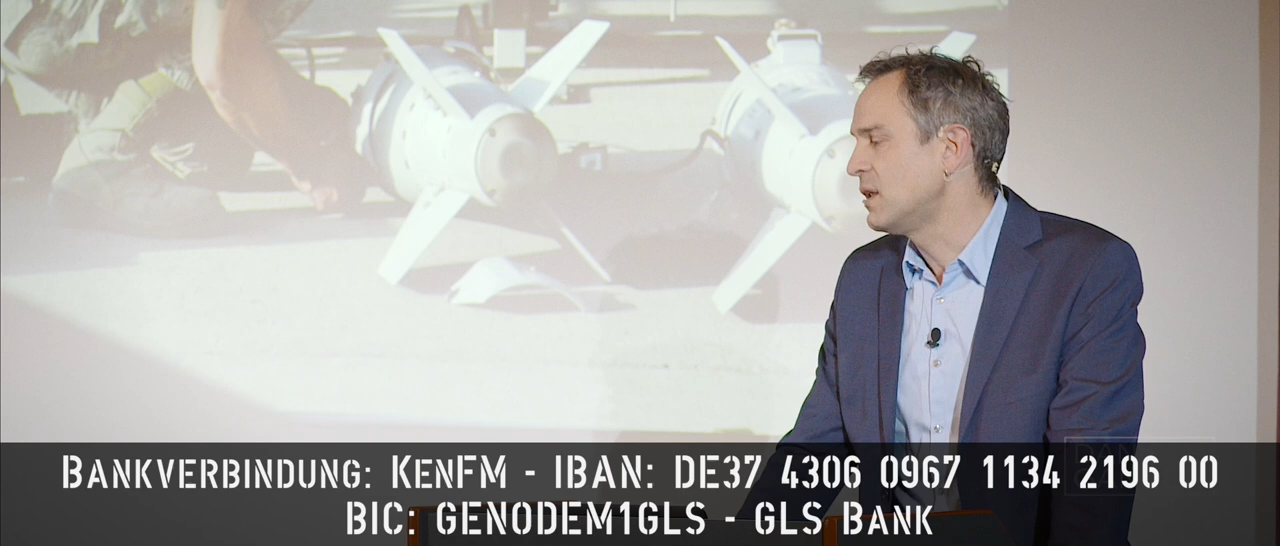 BANKVERBINDUNG: KENFM - IBAN: DE37 4306 0967 1134 2196 00
BIC: GENODEM1GLS - GLS BANK